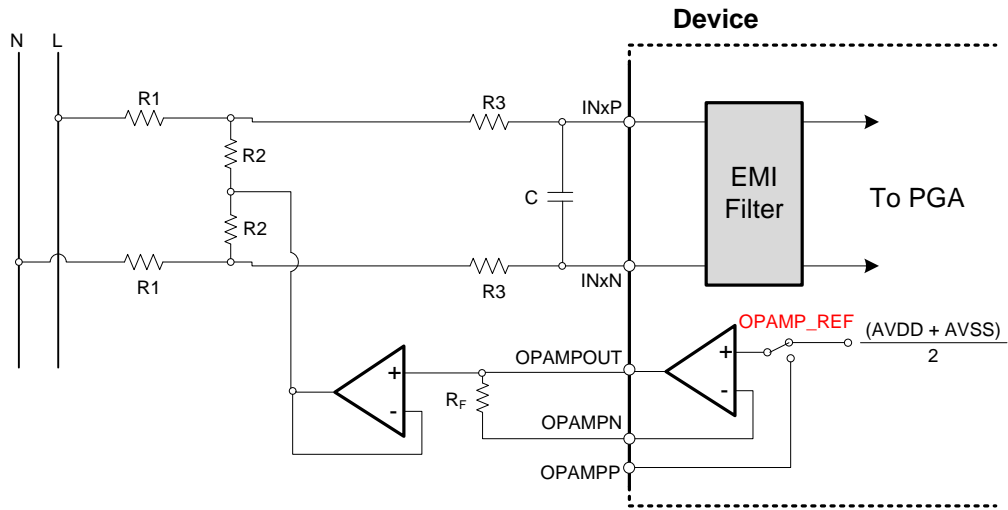 Device
N L
R1
R3
INxP
R2
EMI
Filter
C
To PGA
R2
R1
R3
INxN
OPAMP_REF
(AVDD + AVSS)
2
OPAMPOUT
+
-
+
-
RF
OPAMPN
OPAMPP